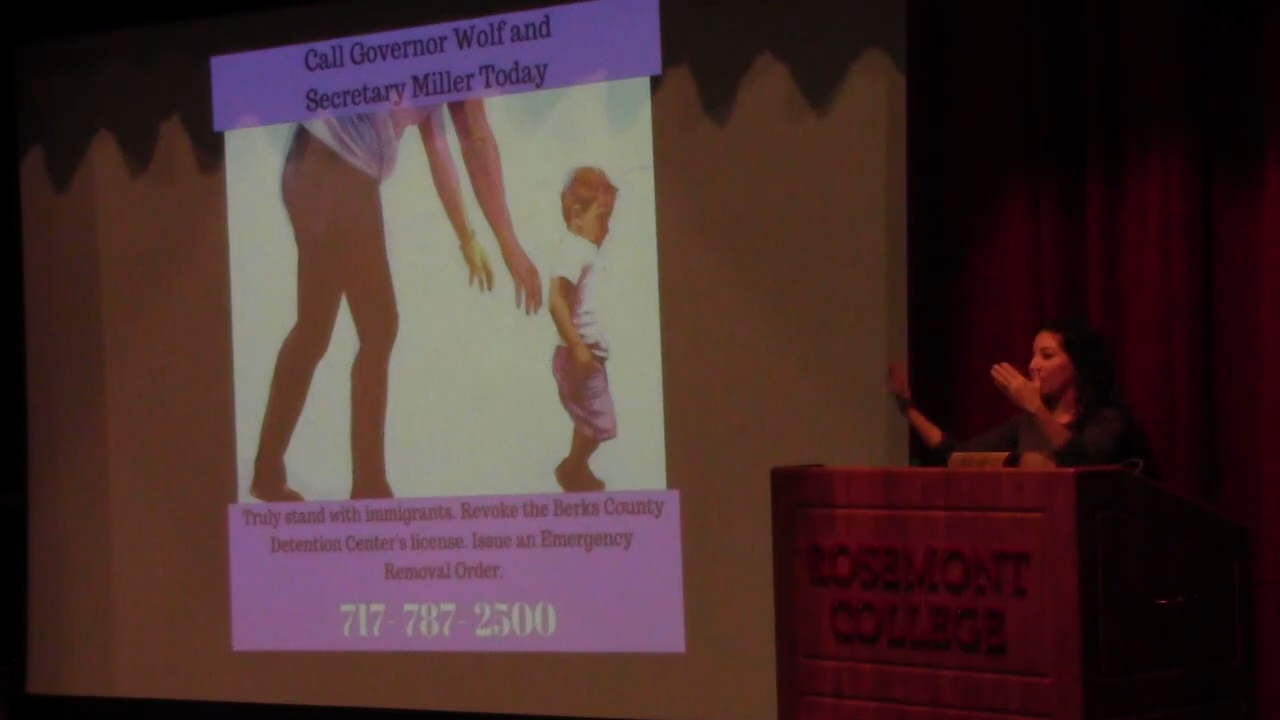 Call Governor Wolf and
Secretary Miller Today
Truly stand with immigrants. Revoke the Berks County
Detention Center's license. Issue an Emergency
Removal Order.
717-787-2500
ROSEMONT
COLLEGE